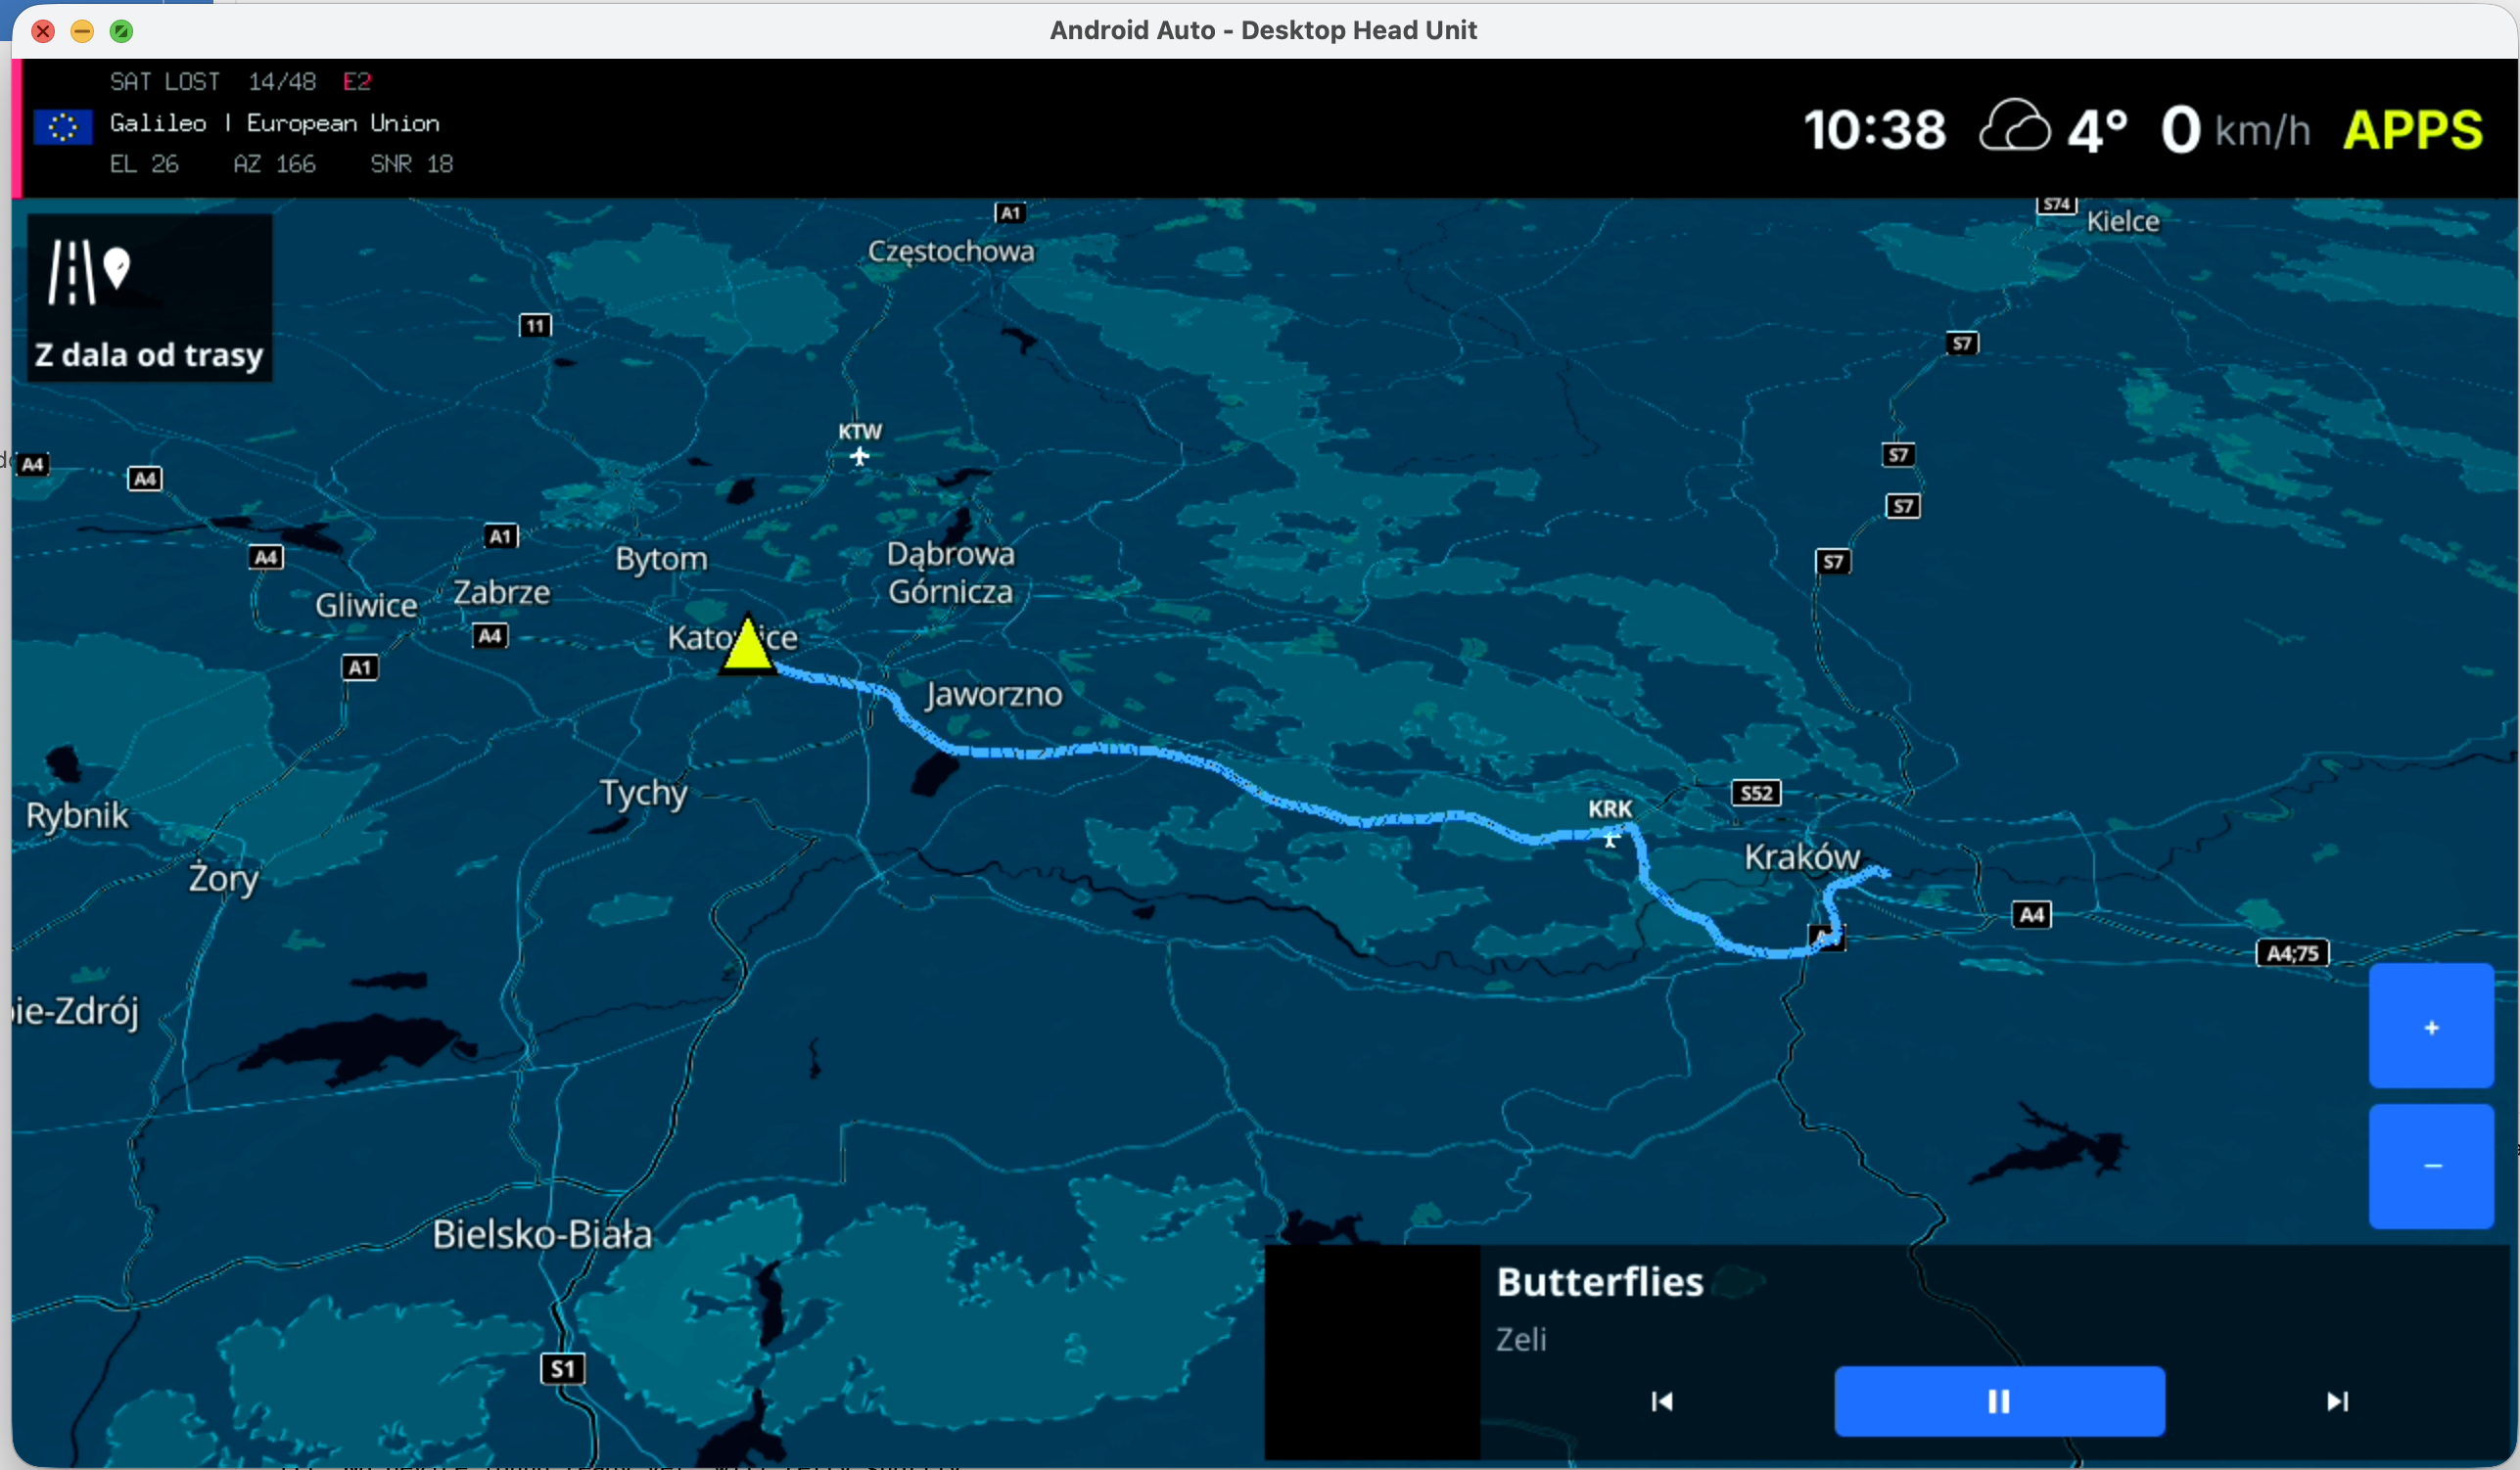 Android Auto - Desktop Head Unit
SAT LOST 14/48 E2
Galileo | European Union
EL 26 AZ 166 SNR 18
10:38
4°
0 km/h
APPS
Z dala od trasy
A1
Częstochowa
S74
Kielce
11
S7
KTW
A4
A4
S7
S7
A1
A4
Bytom
Dąbrowa
Górnicza
S7
Gliwice
Zabrze
A4
Katowice
A1
Jaworzno
Tychy
S52
KRK
Rybnik
Kraków
Żory
A4
A4;75
ie-Zdrój
+
−
Bielsko-Biała
S1
Butterflies
Zeli